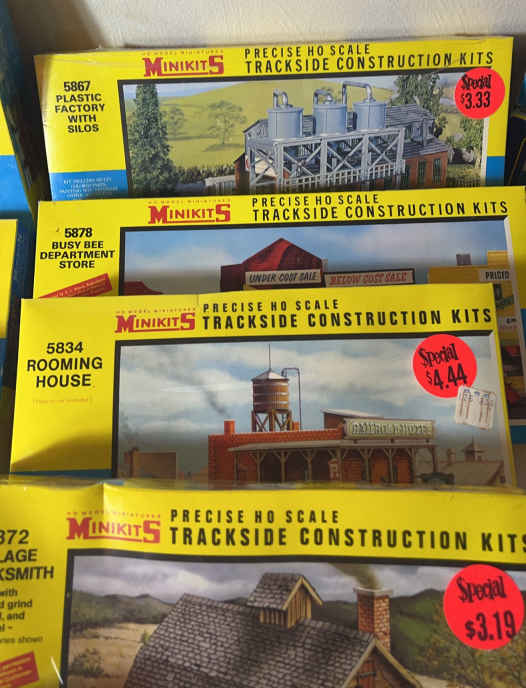 HO MODEL MINIATURES
MINIKITS
PRECISE HO SCALE
TRACKSIDE CONSTRUCTION KITS
5867
PLASTIC
FACTORY
WITH
SILOS
Special
$3.33
MINIKITS
PRECISE HO SCALE
TRACKSIDE CONSTRUCTION KITS
5878
BUSY BEE
DEPARTMENT
STORE
UNDER COST SALE
BELOW COST SALE
PRICED
HO MODEL MINIATURES
MINIKITS
PRECISE HO SCALE
TRACKSIDE CONSTRUCTION KITS
5834
ROOMING
HOUSE
Special
$4.44
MINIKITS
PRECISE HO SCALE
TRACKSIDE CONSTRUCTION KITS
372
LAGE
KSMITH
with
d grind
l, and
Special
$3.19